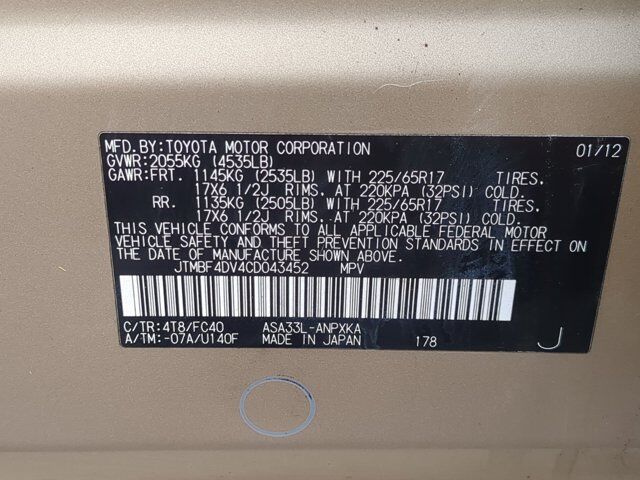 MFD.BY:TOYOTA MOTOR CORPORATION 01/12
GVWR:2055KG (4535LB)
GAWR:FRT. 1145KG (2535LB) WITH 225/65R17 TIRES,
17X6 1/2J RIMS, AT 220KPA (32PSI) COLD.
RR. 1135KG (2505LB) WITH 225/65R17 TIRES,
17X6 1/2J RIMS, AT 220KPA (32PSI) COLD.
THIS VEHICLE CONFORMS TO ALL APPLICABLE FEDERAL MOTOR
VEHICLE SAFETY AND THEFT PREVENTION STANDARDS IN EFFECT ON
THE DATE OF MANUFACTURE SHOWN ABOVE.
JTMBF4DV4CD043452 MPV
C/TR:4T8/FC40 ASA33L-ANPXKA
A/TM:-07A/U140F MADE IN JAPAN 178 J